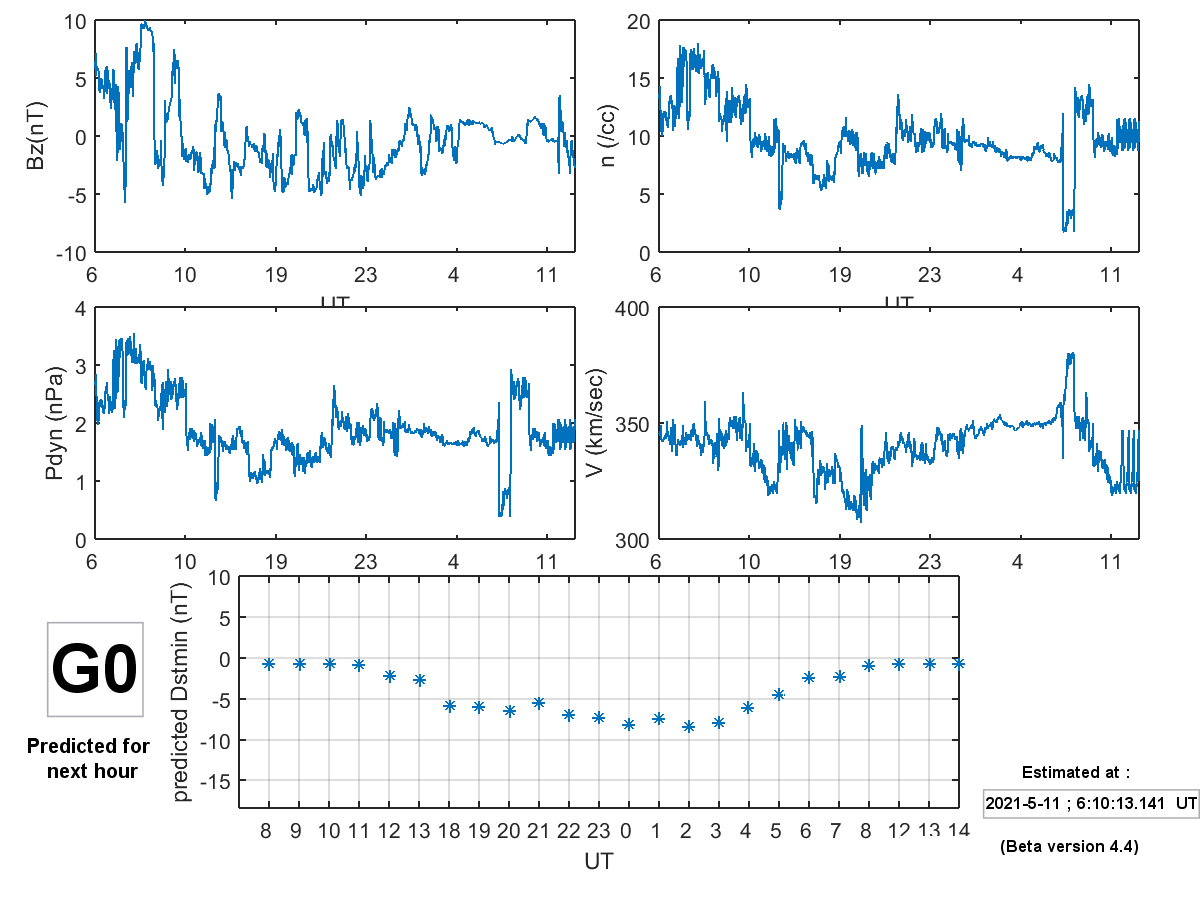 10
5
0
-5
-10
Bz(nT)
6 10 19 23 4 11
UT
20
15
10
5
0
n (/cc)
6 10 19 23 4 11
UT
4
3
2
1
0
Pdyn (nPa)
6 10 19 23 4 11
400
350
300
V (km/sec)
6 10 19 23 4 11
10
5
0
-5
-10
-15
predicted Dstmin (nT)
8 9 10 11 12 13 18 19 20 21 22 23 0 1 2 3 4 5 6 7 8 12 13 14
UT
G0
Predicted for
next hour
Estimated at :
2021-5-11 ; 6:10:13.141 UT
(Beta version 4.4)